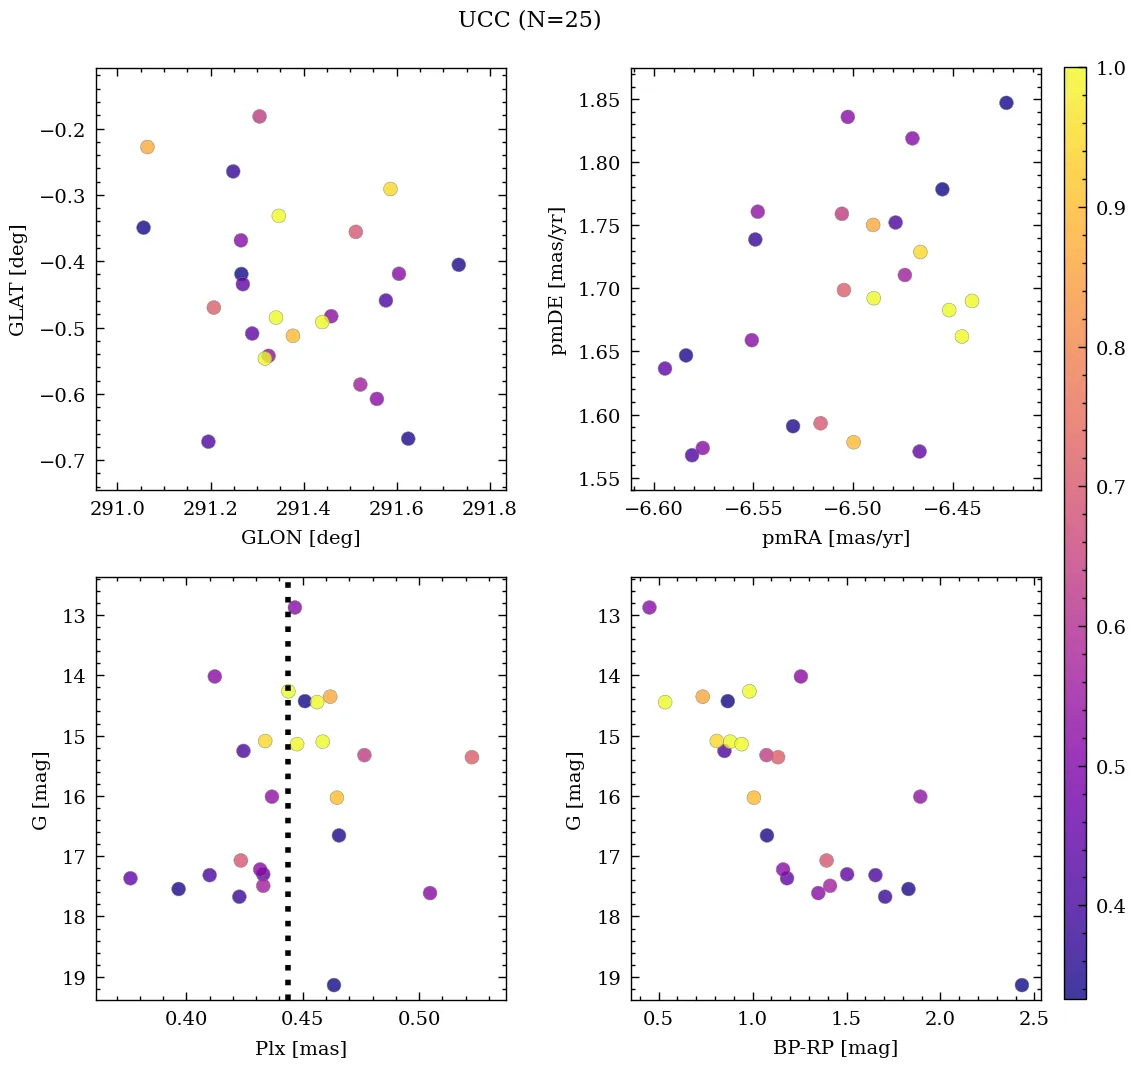 UCC (N=25)
−0.2
−0.3
−0.4
−0.5
−0.6
−0.7
GLAT [deg]
291.0 291.2 291.4 291.6 291.8
GLON [deg]
1.85
1.80
1.75
1.70
1.65
1.60
1.55
pmDE [mas/yr]
−6.60 −6.55 −6.50 −6.45
pmRA [mas/yr]
13
14
15
16
17
18
19
G [mag]
0.40 0.45 0.50
Plx [mas]
13
14
15
16
17
18
19
G [mag]
0.5 1.0 1.5 2.0 2.5
BP-RP [mag]
1.0
0.9
0.8
0.7
0.6
0.5
0.4